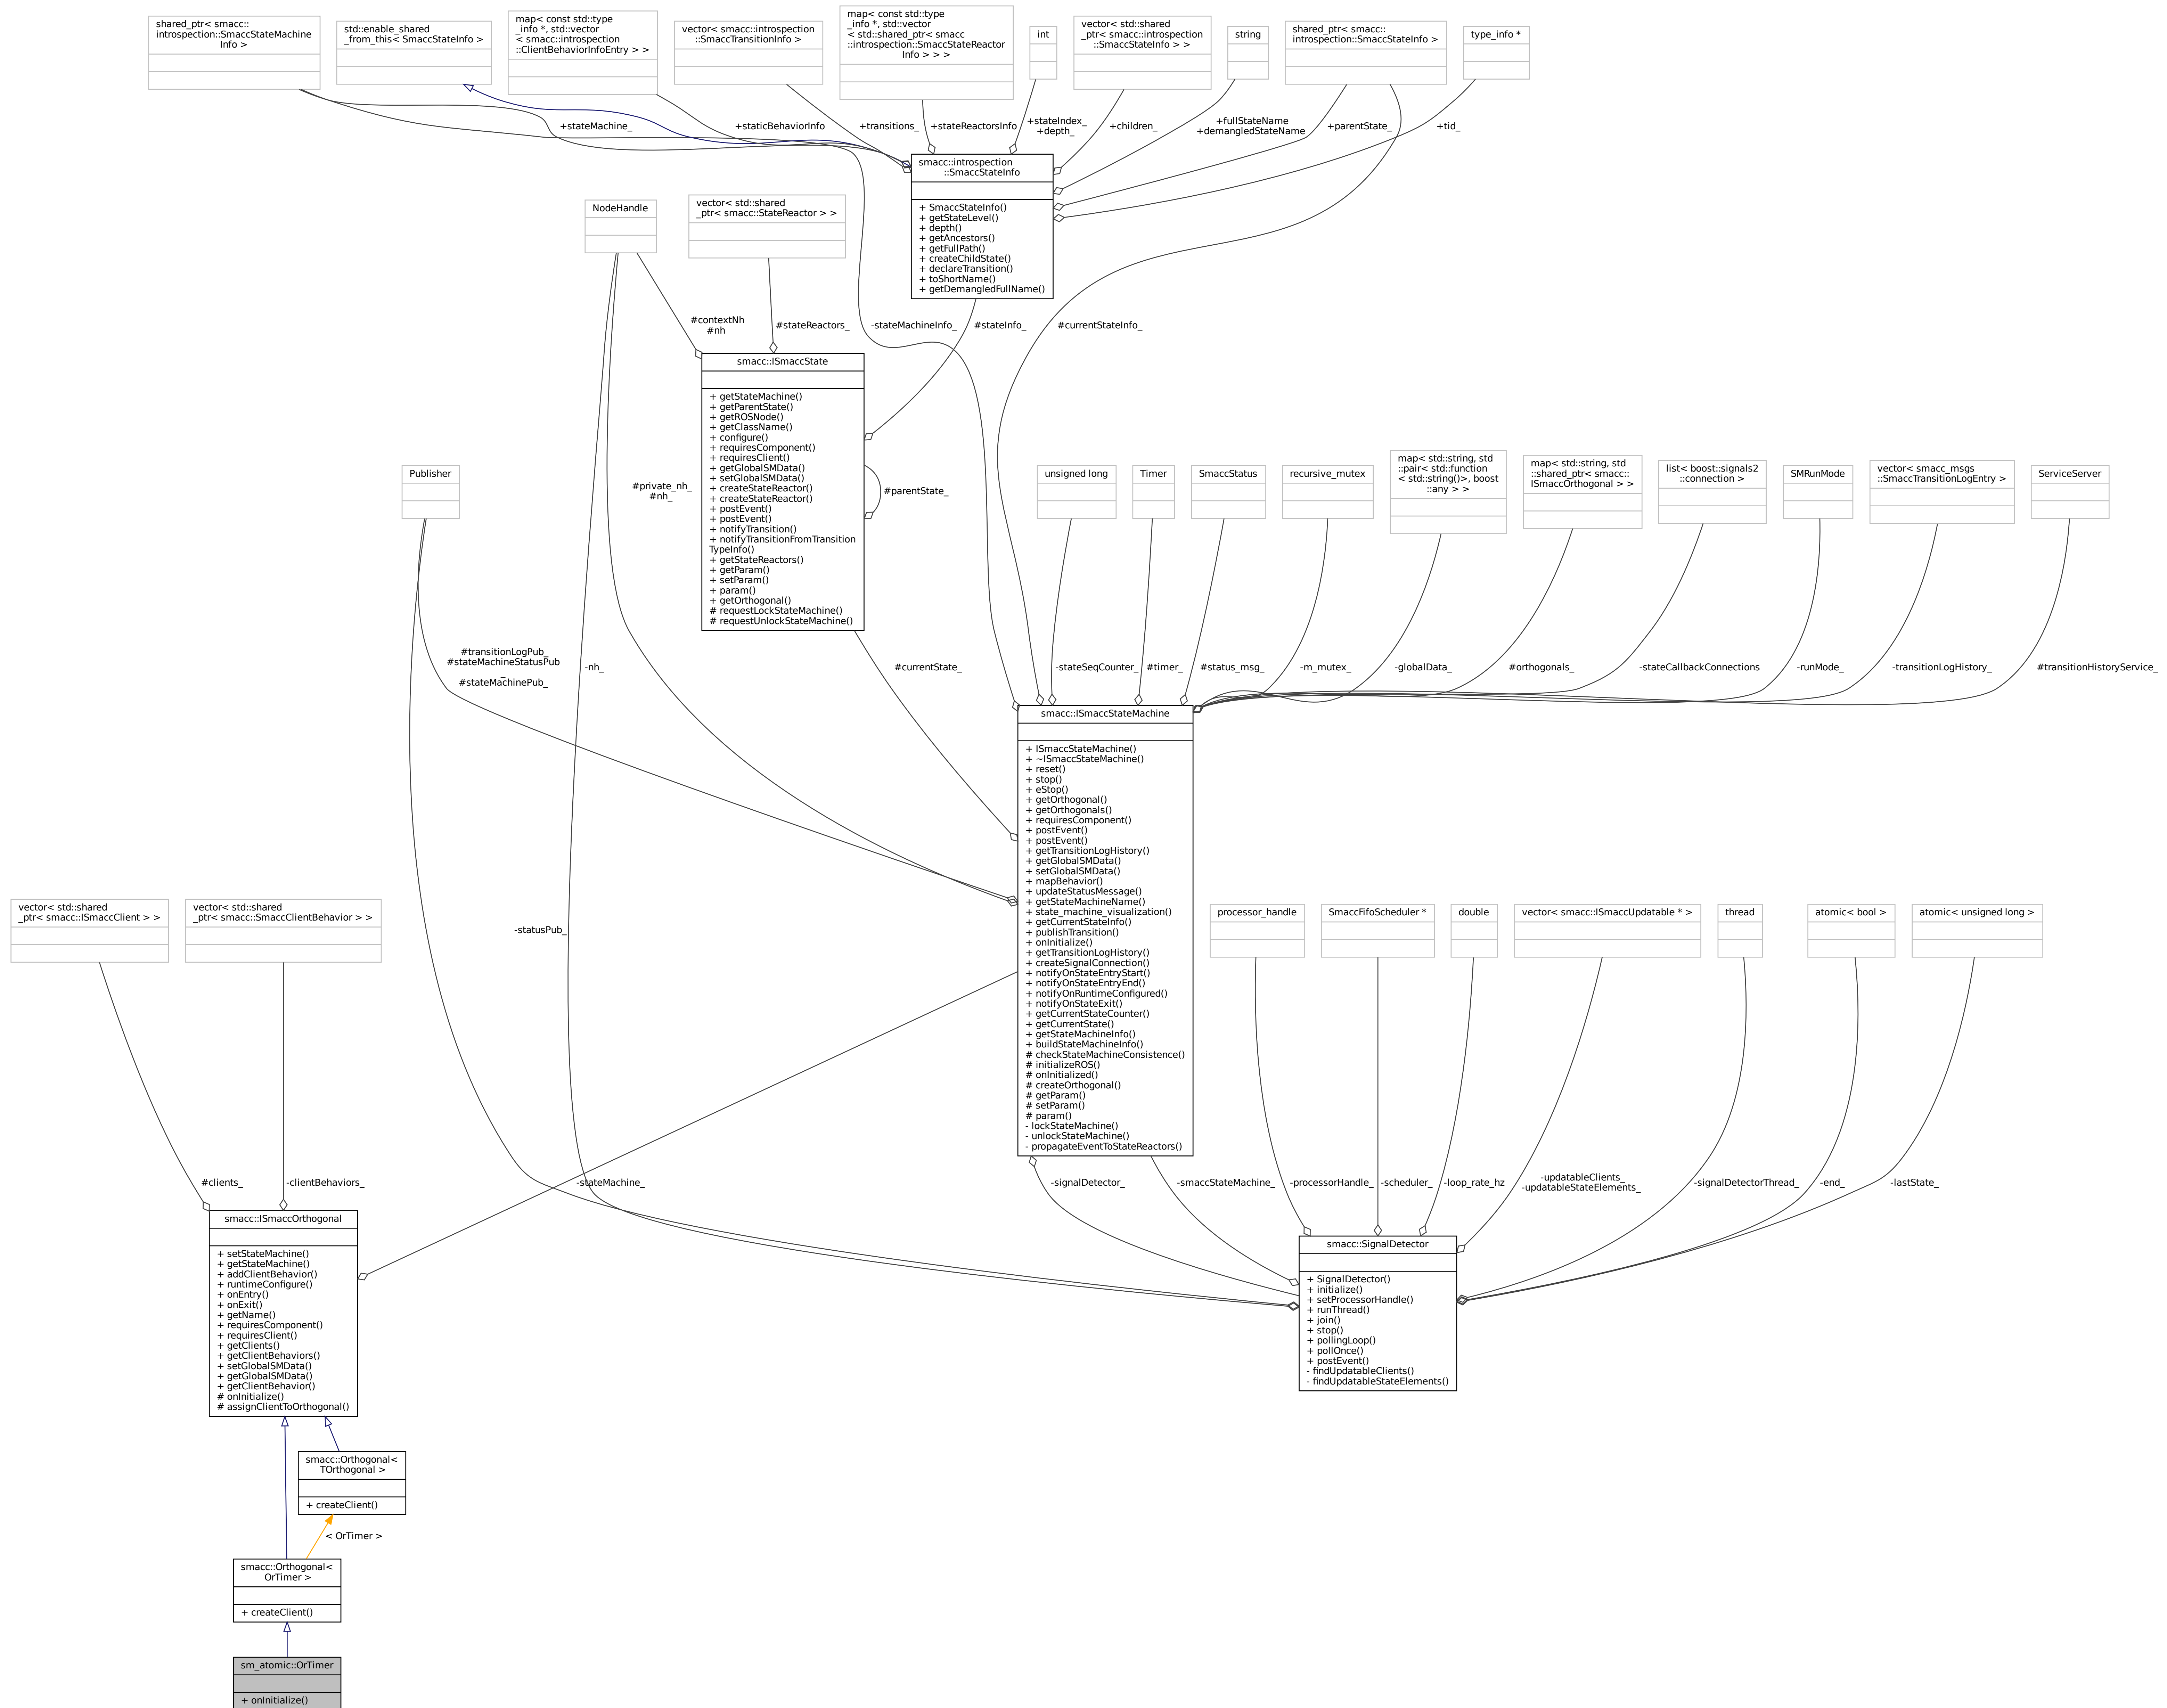 shared_ptr< smacc::
introspection::SmaccStateMachine
Info >
std::enable_shared
_from_this< SmaccStateInfo >
map< const std::type
_info *, std::vector
< smacc::introspection
::ClientBehaviorInfoEntry > >
vector< smacc::introspection
::SmaccTransitionInfo >
map< const std::type
_info *, std::vector
< std::shared_ptr< smacc
::introspection::SmaccStateReactor
Info > > >
int
vector< std::shared
_ptr< smacc::introspection
::SmaccStateInfo > >
string
shared_ptr< smacc::
introspection::SmaccStateInfo >
type_info *
+stateMachine_
+staticBehaviorInfo
+transitions_
+stateReactorsInfo
+stateIndex_
+depth_
+children_
+fullStateName
+demangledStateName
+parentState_
+tid_
smacc::introspection
::SmaccStateInfo
+ SmaccStateInfo()
+ getStateLevel()
+ depth()
+ getAncestors()
+ getFullPath()
+ createChildState()
+ declareTransition()
+ toShortName()
+ getDemangledFullName()
NodeHandle
vector< std::shared
_ptr< smacc::StateReactor > >
#contextNh
#nh
#stateReactors_
-stateMachineInfo_
#stateInfo_
#currentStateInfo_
smacc::ISmaccState
+ getStateMachine()
+ getParentState()
+ getROSNode()
+ getClassName()
+ configure()
+ requiresComponent()
+ requiresClient()
+ getGlobalSMData()
+ setGlobalSMData()
+ createStateReactor()
+ createStateReactor()
+ postEvent()
+ postEvent()
+ notifyTransition()
+ notifyTransitionFromTransition
TypeInfo()
+ getStateReactors()
+ getParam()
+ setParam()
+ param()
+ getOrthogonal()
# requestLockStateMachine()
# requestUnlockStateMachine()
#parentState_
Publisher
#private_nh_
#nh_
unsigned long
Timer
SmaccStatus
recursive_mutex
map< std::string, std
::pair< std::function
< std::string()>, boost
::any > >
map< std::string, std
::shared_ptr< smacc::
ISmaccOrthogonal > >
list< boost::signals2
::connection >
SMRunMode
vector< smacc_msgs
::SmaccTransitionLogEntry >
ServiceServer
#transitionLogPub_
#stateMachineStatusPub
_
#stateMachinePub_
-nh_
#currentState_
-stateSeqCounter_
#timer_
#status_msg_
-m_mutex_
-globalData_
#orthogonals_
-stateCallbackConnections
-runMode_
-transitionLogHistory_
#transitionHistoryService_
smacc::ISmaccStateMachine
+ ISmaccStateMachine()
+ ~ISmaccStateMachine()
+ reset()
+ stop()
+ eStop()
+ getOrthogonal()
+ getOrthogonals()
+ requiresComponent()
+ postEvent()
+ postEvent()
+ getTransitionLogHistory()
+ getGlobalSMData()
+ setGlobalSMData()
+ mapBehavior()
+ updateStatusMessage()
+ getStateMachineName()
+ state_machine_visualization()
+ getCurrentStateInfo()
+ publishTransition()
+ onInitialize()
+ getTransitionLogHistory()
+ createSignalConnection()
+ notifyOnStateEntryStart()
+ notifyOnStateEntryEnd()
+ notifyOnRuntimeConfigured()
+ notifyOnStateExit()
+ getCurrentStateCounter()
+ getCurrentState()
+ getStateMachineInfo()
+ buildStateMachineInfo()
# checkStateMachineConsistence()
# initializeROS()
# onInitialized()
# createOrthogonal()
# getParam()
# setParam()
# param()
- lockStateMachine()
- unlockStateMachine()
- propagateEventToStateReactors()
vector< std::shared
_ptr< smacc::ISmaccClient > >
vector< std::shared
_ptr< smacc::SmaccClientBehavior > >
-statusPub_
processor_handle
SmaccFifoScheduler *
double
vector< smacc::ISmaccUpdatable * >
thread
atomic< bool >
atomic< unsigned long >
#clients_
-clientBehaviors_
-stateMachine_
-signalDetector_
-smaccStateMachine_
-processorHandle_
-scheduler_
-loop_rate_hz
-updatableClients_
-updatableStateElements_
-signalDetectorThread_
-end_
-lastState_
smacc::ISmaccOrthogonal
+ setStateMachine()
+ getStateMachine()
+ addClientBehavior()
+ runtimeConfigure()
+ onEntry()
+ onExit()
+ getName()
+ requiresComponent()
+ requiresClient()
+ getClients()
+ getClientBehaviors()
+ setGlobalSMData()
+ getGlobalSMData()
+ getClientBehavior()
# onInitialize()
# assignClientToOrthogonal()
smacc::SignalDetector
+ SignalDetector()
+ initialize()
+ setProcessorHandle()
+ runThread()
+ join()
+ stop()
+ pollingLoop()
+ pollOnce()
+ postEvent()
- findUpdatableClients()
- findUpdatableStateElements()
smacc::Orthogonal<
TOrthogonal >
+ createClient()
< OrTimer >
smacc::Orthogonal<
OrTimer >
+ createClient()
sm_atomic::OrTimer
+ onInitialize()